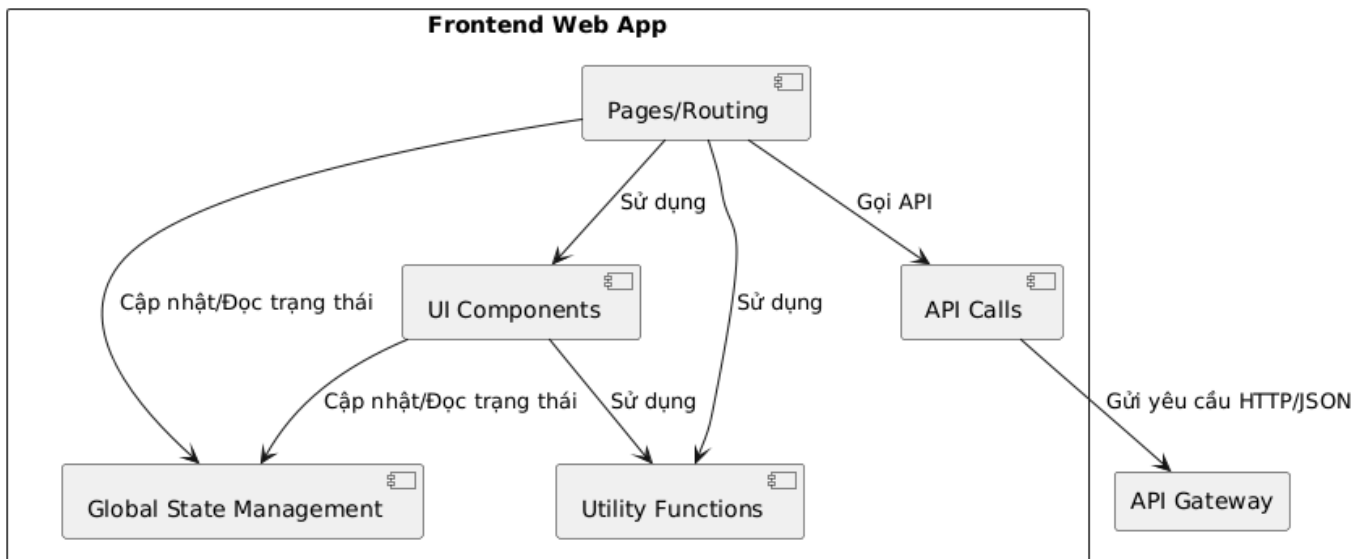 Frontend Web App
Pages/Routing
Sử dụng
Gọi API
Cập nhật/Đọc trạng thái
UI Components
Sử dụng
API Calls
Cập nhật/Đọc trạng thái
Sử dụng
Gửi yêu cầu HTTP/JSON
Global State Management
Utility Functions
API Gateway